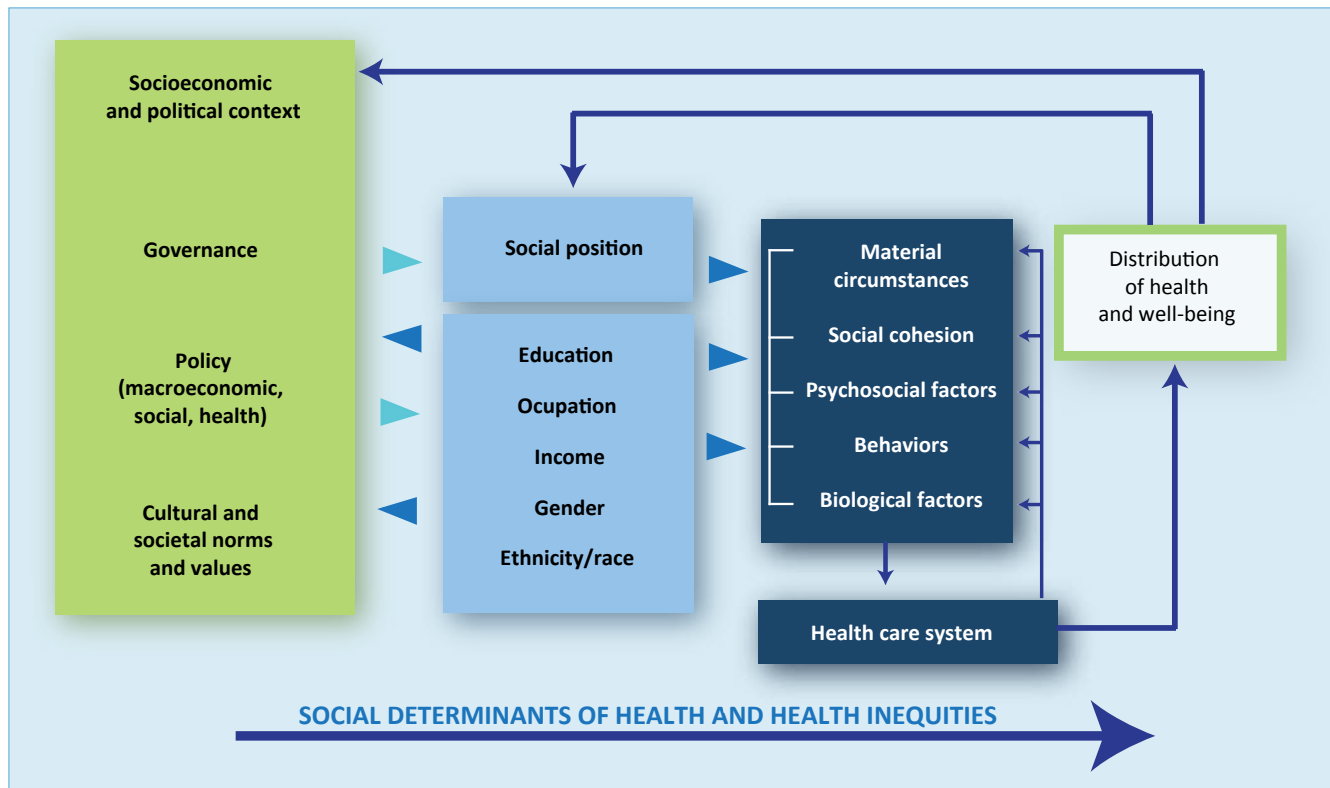 Socioeconomic
and political context
Governance
Policy
(macroeconomic,
social, health)
Cultural and
societal norms
and values
Social position
Education
Ocupation
Income
Gender
Ethnicity/race
Material
circumstances
Social cohesion
Psychosocial factors
Behaviors
Biological factors
Health care system
Distribution
of health
and well-being
SOCIAL DETERMINANTS OF HEALTH AND HEALTH INEQUITIES